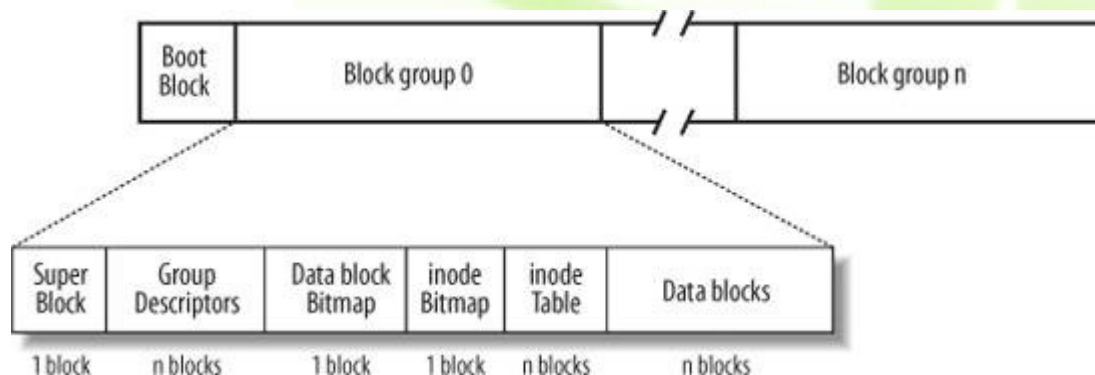 Boot
Block
Block group 0
Block group n
Super
Block
Group
Descriptors
Data block
Bitmap
inode
Bitmap
inode
Table
Data blocks
1 block
n blocks
1 block
1 block
n blocks
n blocks